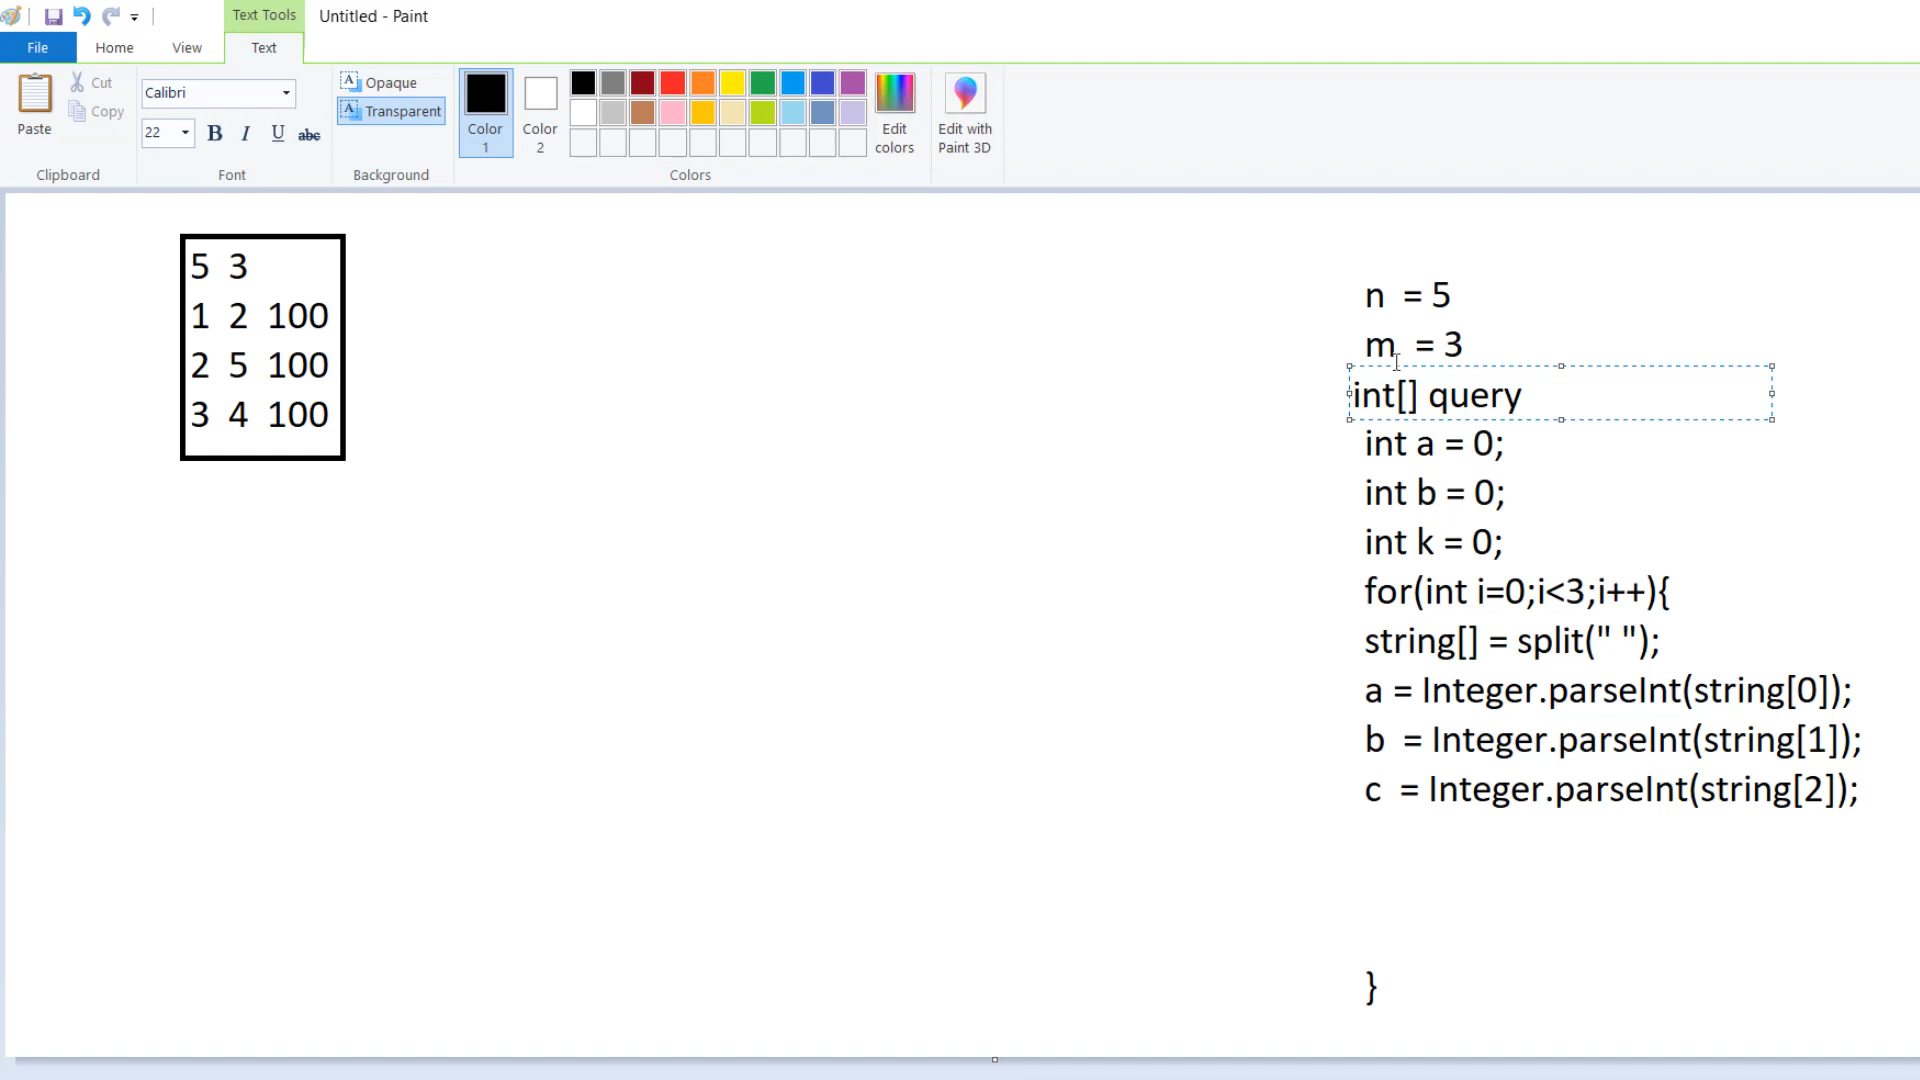 Text Tools
Untitled - Paint
File
Home
View
Text
Paste
Cut
Copy
Clipboard
Calibri
22
B I U abc
Font
A Opaque
A Transparent
Background
Color 1
Color 2
Edit colors
Colors
Edit with Paint 3D
5 3
1 2 100
2 5 100
3 4 100
n = 5
m = 3
int[] query
int a = 0;
int b = 0;
int k = 0;
for(int i=0;i<3;i++){
string[] = split(" ");
a = Integer.parseInt(string[0]);
b = Integer.parseInt(string[1]);
c = Integer.parseInt(string[2]);
}